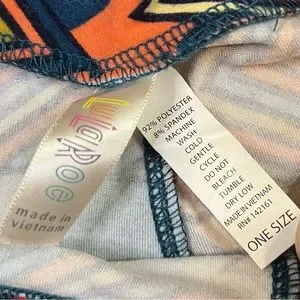 LuLaRoe
made in
vietnam
92% POLYESTER
8% SPANDEX
MACHINE
WASH
COLD
GENTLE
CYCLE
DO NOT
BLEACH
TUMBLE
DRY LOW
MADE IN VIETNAM
RN# 142161
ONE SIZE